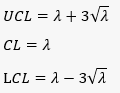 UCL = λ + 3√λ
CL = λ
LCL = λ − 3√λ